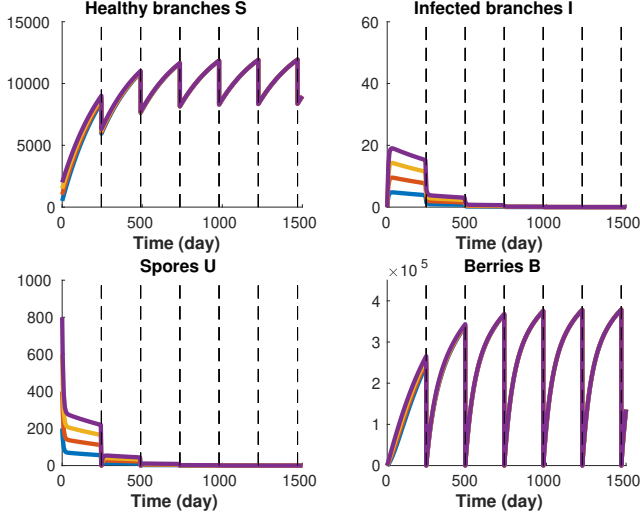 Healthy branches S
15000
10000
5000
0
0 500 1000 1500
Time (day)
Infected branches I
60
40
20
0
0 500 1000 1500
Time (day)
Spores U
1000
800
600
400
200
0
0 500 1000 1500
Time (day)
Berries B
× 10^5
4
3
2
1
0
0 500 1000 1500
Time (day)